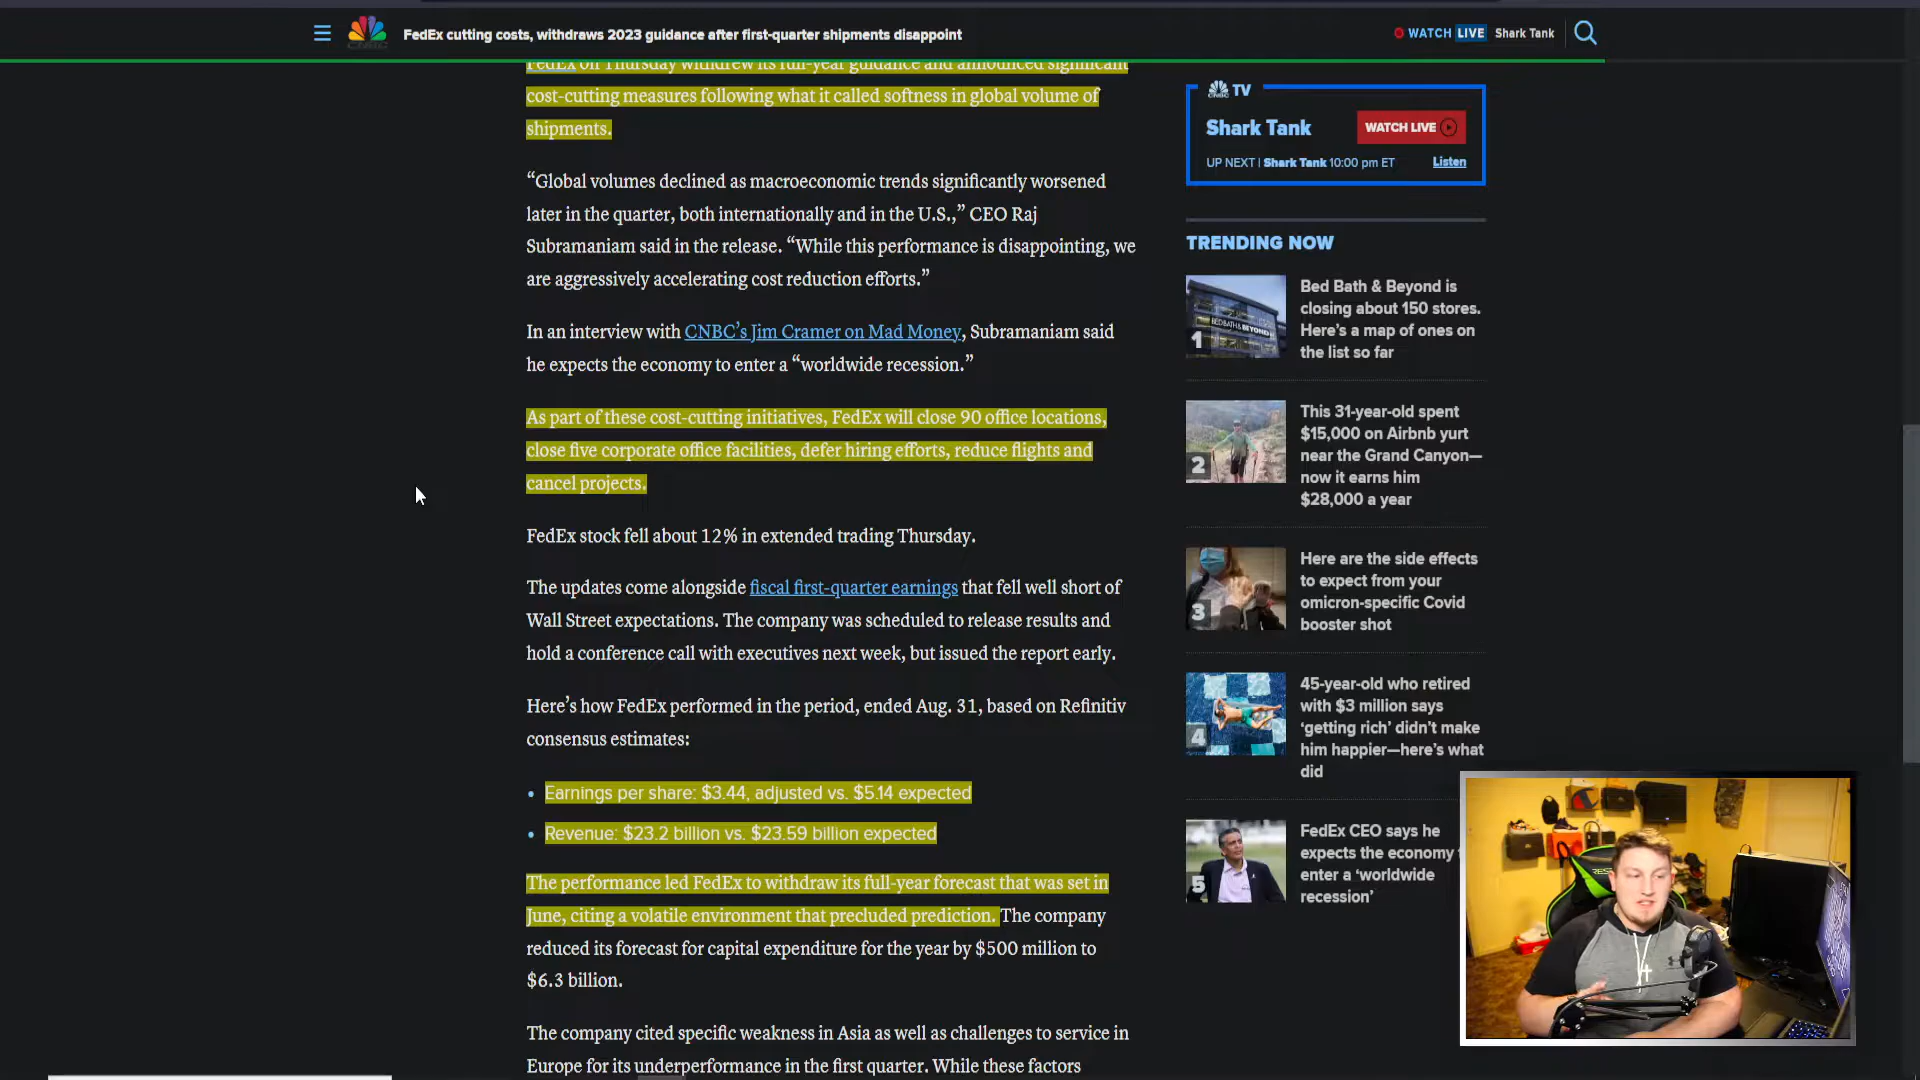 FedEx cutting costs, withdraws 2023 guidance after first-quarter shipments disappoint
WATCH LIVE Shark Tank
FedEx on Thursday withdrew its full-year guidance and announced significant
cost-cutting measures following what it called softness in global volume of
shipments.
“Global volumes declined as macroeconomic trends significantly worsened
later in the quarter, both internationally and in the U.S.,” CEO Raj
Subramaniam said in the release. “While this performance is disappointing, we
are aggressively accelerating cost reduction efforts.”
In an interview with CNBC’s Jim Cramer on Mad Money, Subramaniam said
he expects the economy to enter a “worldwide recession.”
As part of these cost-cutting initiatives, FedEx will close 90 office locations,
close five corporate office facilities, defer hiring efforts, reduce flights and
cancel projects.
FedEx stock fell about 12% in extended trading Thursday.
The updates come alongside fiscal first-quarter earnings that fell well short of
Wall Street expectations. The company was scheduled to release results and
hold a conference call with executives next week, but issued the report early.
Here’s how FedEx performed in the period, ended Aug. 31, based on Refinitiv
consensus estimates:
• Earnings per share: $3.44, adjusted vs. $5.14 expected
• Revenue: $23.2 billion vs. $23.59 billion expected
The performance led FedEx to withdraw its full-year forecast that was set in
June, citing a volatile environment that precluded prediction. The company
reduced its forecast for capital expenditure for the year by $500 million to
$6.3 billion.
The company cited specific weakness in Asia as well as challenges to service in
Europe for its underperformance in the first quarter. While these factors
TV
Shark Tank
WATCH LIVE
UP NEXT | Shark Tank 10:00 pm ET
Listen
TRENDING NOW
1
Bed Bath & Beyond is
closing about 150 stores.
Here’s a map of ones on
the list so far
2
This 31-year-old spent
$15,000 on Airbnb yurt
near the Grand Canyon—
now it earns him
$28,000 a year
3
Here are the side effects
to expect from your
omicron-specific Covid
booster shot
4
45-year-old who retired
with $3 million says
‘getting rich’ didn’t make
him happier—here’s what
did
5
FedEx CEO says he
expects the economy
enter a ‘worldwide
recession’